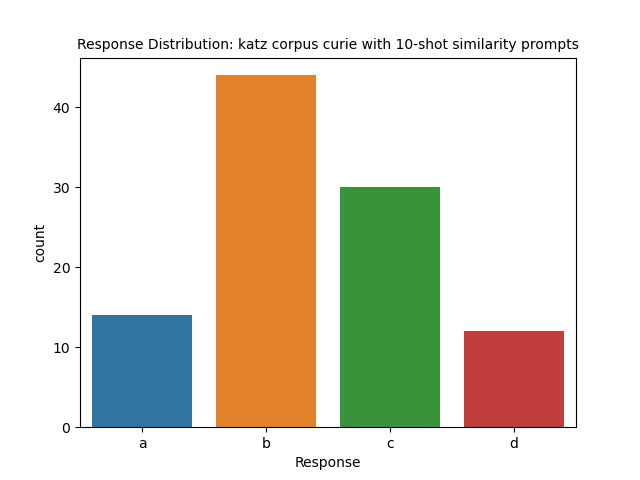 Response Distribution: katz corpus curie with 10-shot similarity prompts
count
40
30
20
10
0
a b c d
Response